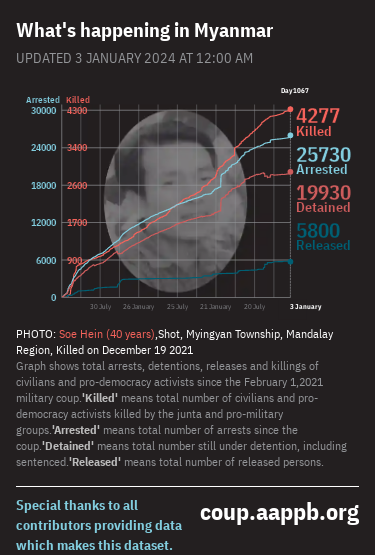 What's happening in Myanmar
UPDATED 3 JANUARY 2024 AT 12:00 AM
Day1067
Arrested Killed
30000 4300
4277
Killed
24000 3400
25730
Arrested
18000 2600
19930
Detained
12000 1700
5800
Released
6000 900
0
30 July 26 January 25 July 21 January 20 July 3 January
PHOTO: Soe Hein (40 years),Shot, Myingyan Township, Mandalay
Region, Killed on December 19 2021
Graph shows total arrests, detentions, releases and killings of
civilians and pro-democracy activists since the February 1,2021
military coup.'Killed' means total number of civilians and pro-
democracy activists killed by the junta and pro-military
groups.'Arrested' means total number of arrests since the
coup.'Detained' means total number still under detention, including
sentenced.'Released' means total number of released persons.
Special thanks to all
contributors providing data
which makes this dataset.
coup.aappb.org